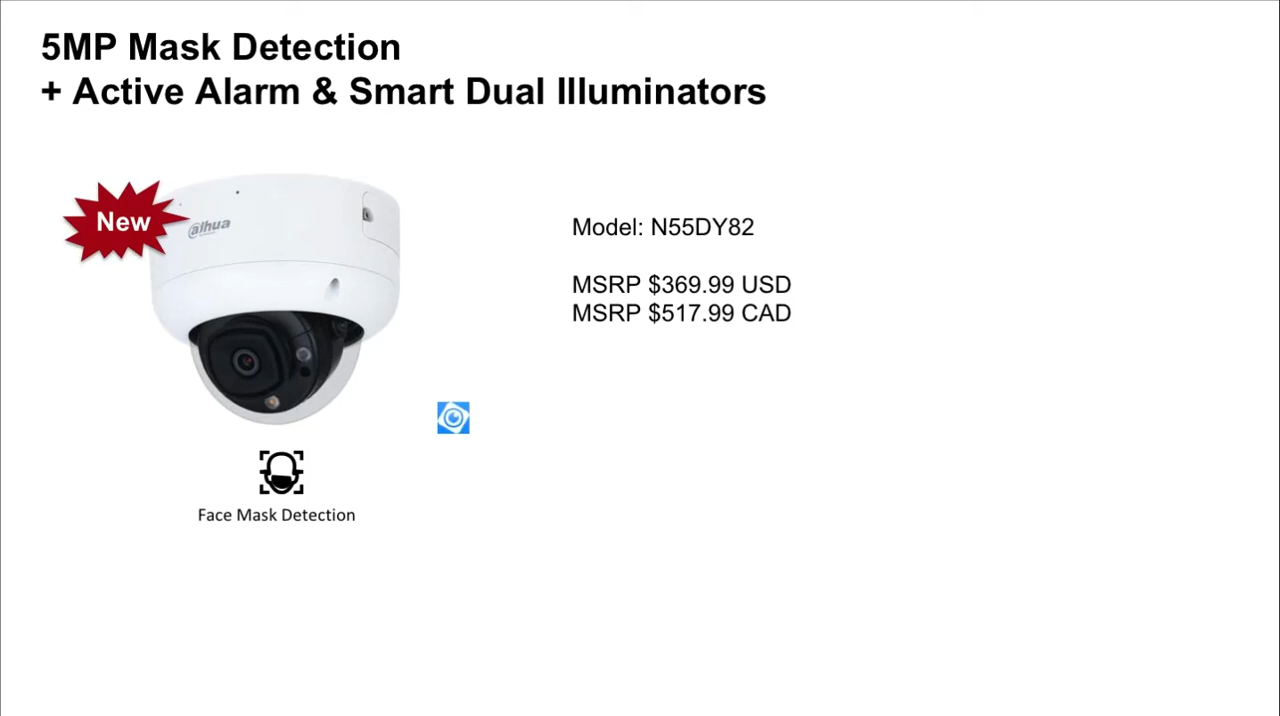 5MP Mask Detection
+ Active Alarm & Smart Dual Illuminators
New
alhua
Model: N55DY82
MSRP $369.99 USD
MSRP $517.99 CAD
Face Mask Detection